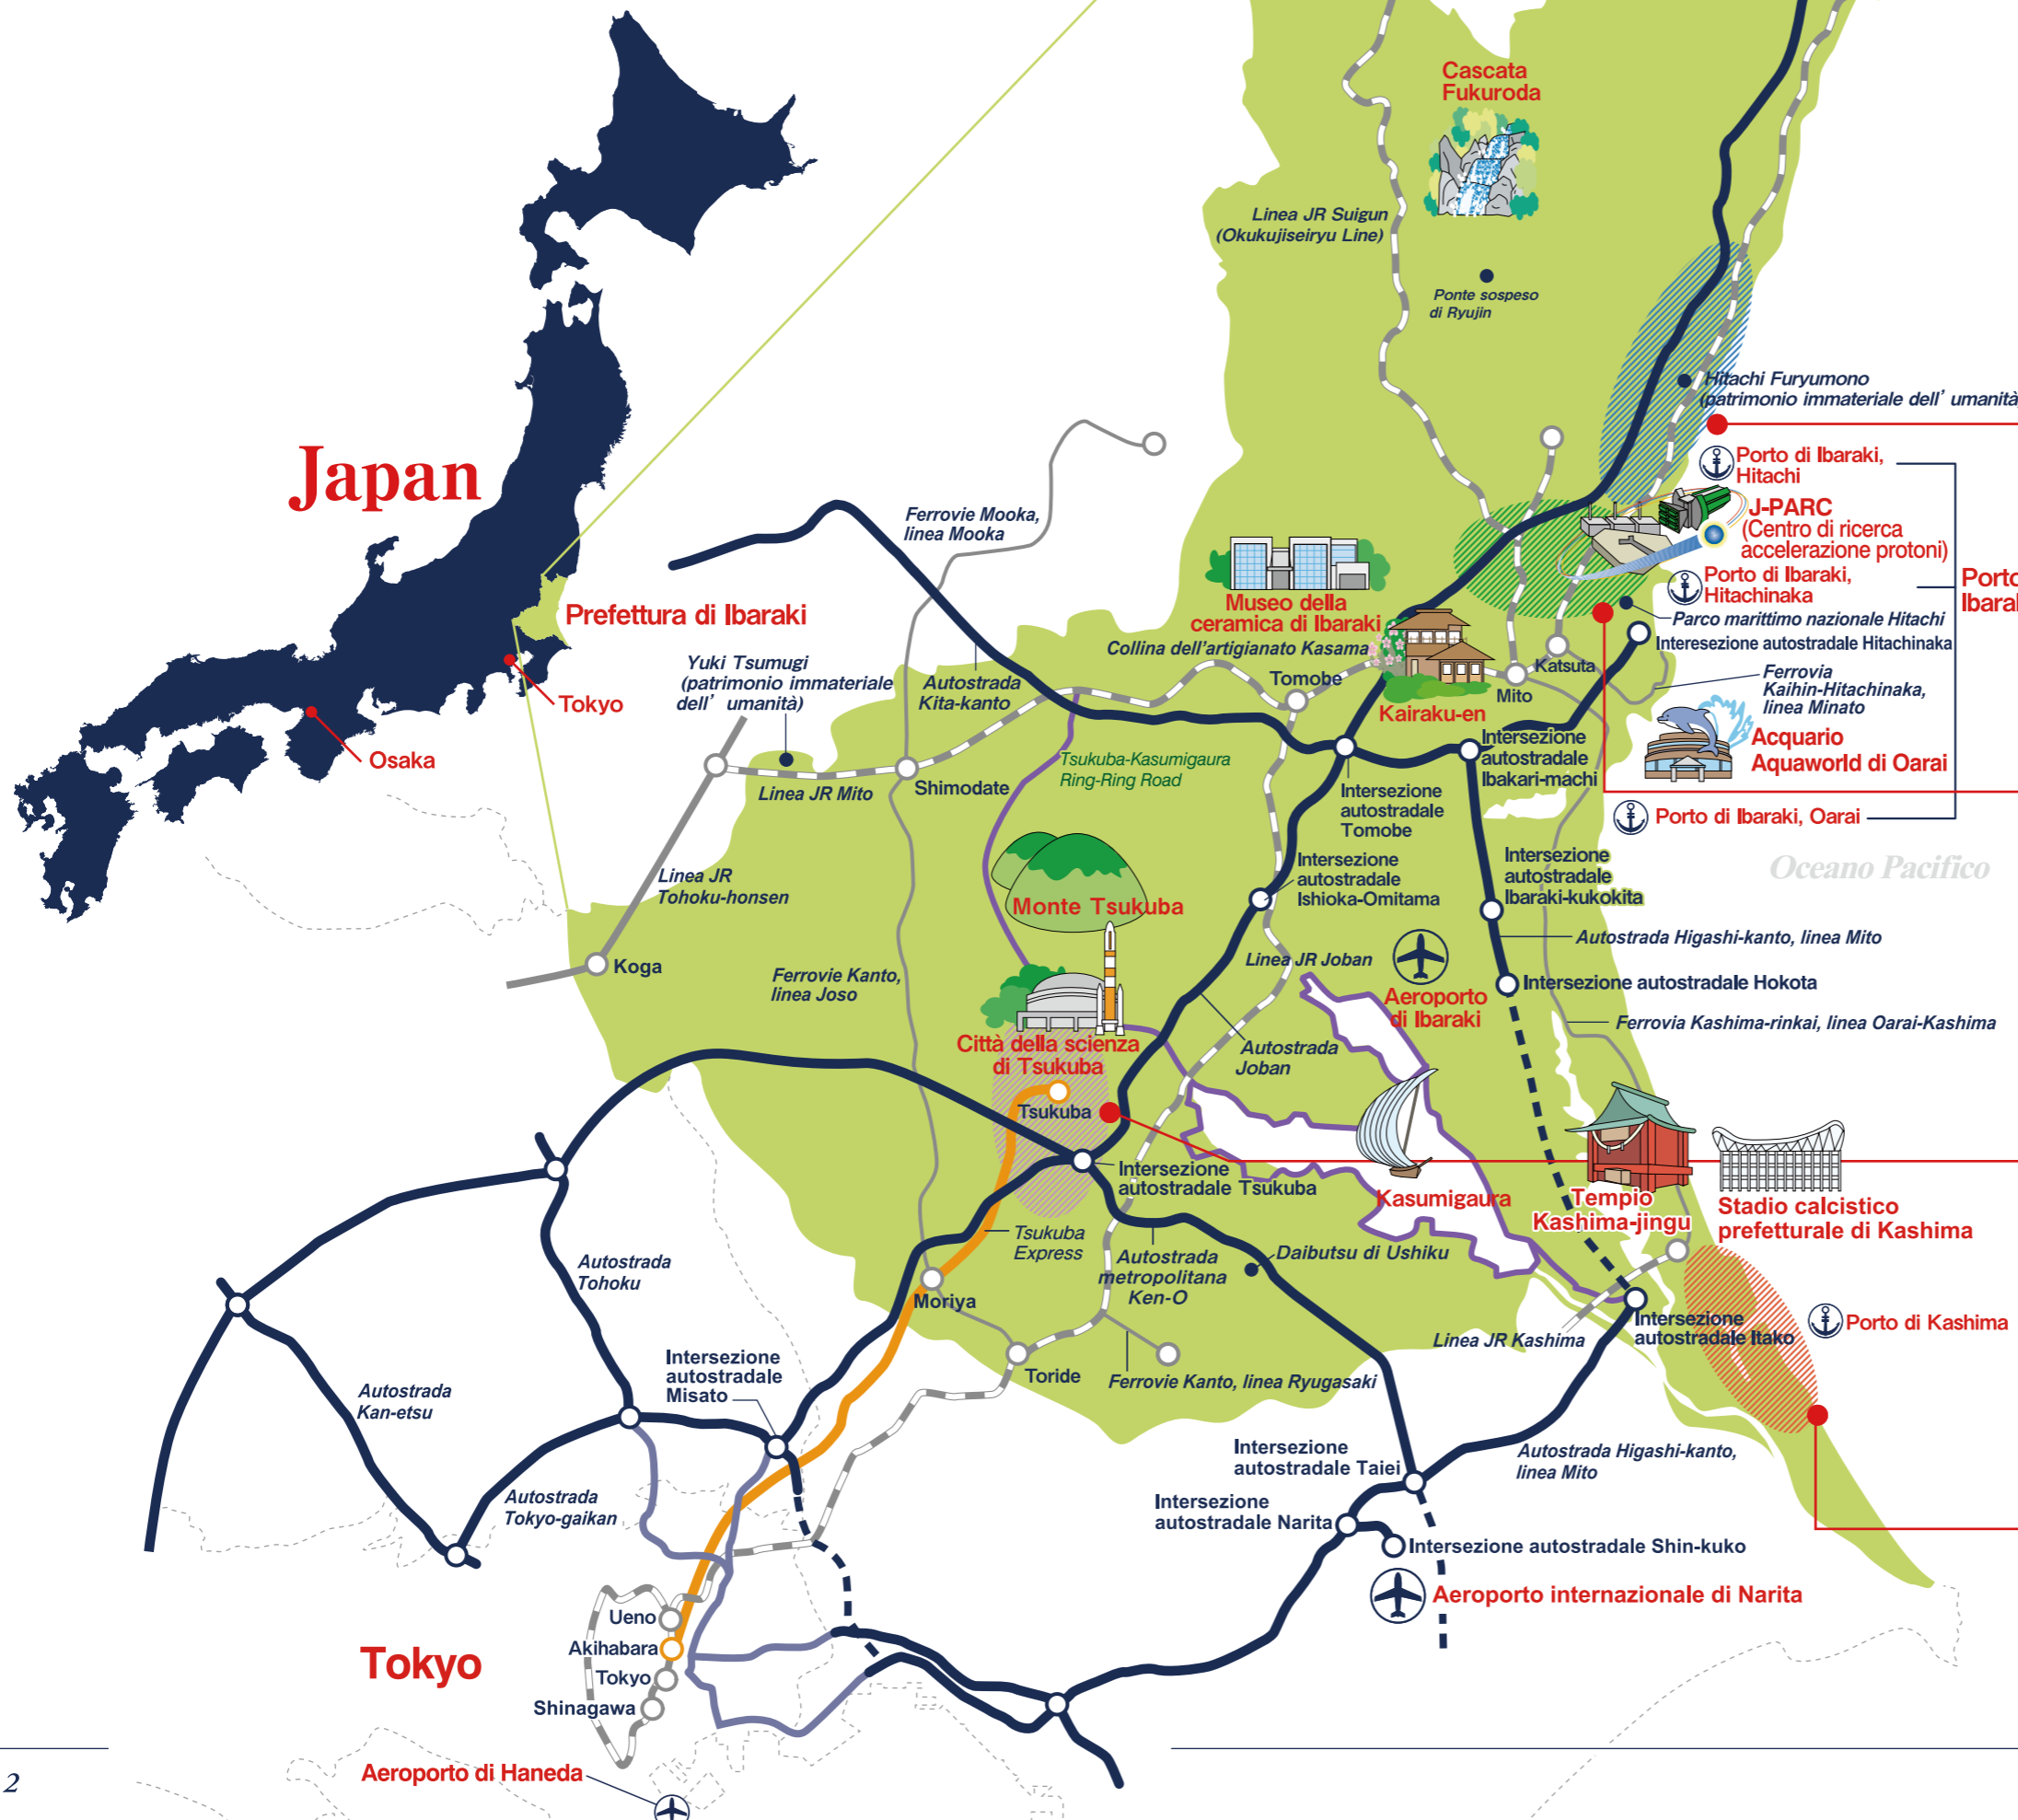 Cascata
Fukuroda
Linea JR Suigun
(Okukujiseiryu Line)
Ponte sospeso
di Ryujin
Hitachi Furyumono
(patrimonio immateriale dell' umanità
Japan
Porto di Ibaraki,
Hitachi
J-PARC
(Centro di ricerca
accelerazione protoni)
Porto di Ibaraki,
Hitachinaka
Parco marittimo nazionale Hitachi
Interesezione autostrade Hitachinaka
Ferrovia
Kaihin-Hitachinaka,
linea Minato
Acquario
Aquaworld di Oarai
Porto di Ibaraki, Oarai
Oceano Pacifico
Ferrovie Mooka,
linea Mooka
Museo della
ceramica di Ibaraki
Collina dell'artigianato Kasama
Tomobe
Kairaku-en
Mito
Katsuta
Prefettura di Ibaraki
Tokyo
Osaka
Yuki Tsumugi
(patrimonio immateriale
dell' umanità)
Autostrada
Kita-kanto
Linea JR Mito
Shimodate
Tsukuba-Kasumigaura
Ring-Ring Road
Intersezione
autostradale
Ibakari-machi
Intersezione
autostradale
Tomobe
Intersezione
autostradale
Ishioka-Omitama
Intersezione
autostradale
Ibaraki-kukokita
Linea JR
Tohoku-honsen
Koga
Monte Tsukuba
Ferrovie Kanto,
linea Joso
Linea JR Joban
Autostrada Higashi-kanto, linea Mito
Aeroporto
di Ibaraki
Intersezione autostradale Hokota
Ferrovia Kashima-rinkai, linea Oarai-Kashima
Città della scienza
di Tsukuba
Autostrada
Joban
Tsukuba
Intersezione
autostradale Tsukuba
Kasumigaura
Tempio
Kashima-jingu
Stadio calcistico
prefetturale di Kashima
Tsukuba
Express
Autostrada
metropolitana
Ken-O
Daibutsu di Ushiku
Autostrada
Tohoku
Moriya
Linea JR Kashima
Intersezione
autostradale Itako
Porto di Kashima
Intersezione
autostradale
Misato
Toride
Ferrovie Kanto, linea Ryugasaki
Autostrada
Kan-etsu
Autostrada
Tokyo-gaikan
Intersezione
autostradale Taiei
Autostrada Higashi-kanto,
linea Mito
Intersezione
autostradale Narita
Intersezione autostradale Shin-kuko
Aeroporto internazionale di Narita
Ueno
Akihabara
Tokyo
Shinagawa
Tokyo
Aeroporto di Haneda
2